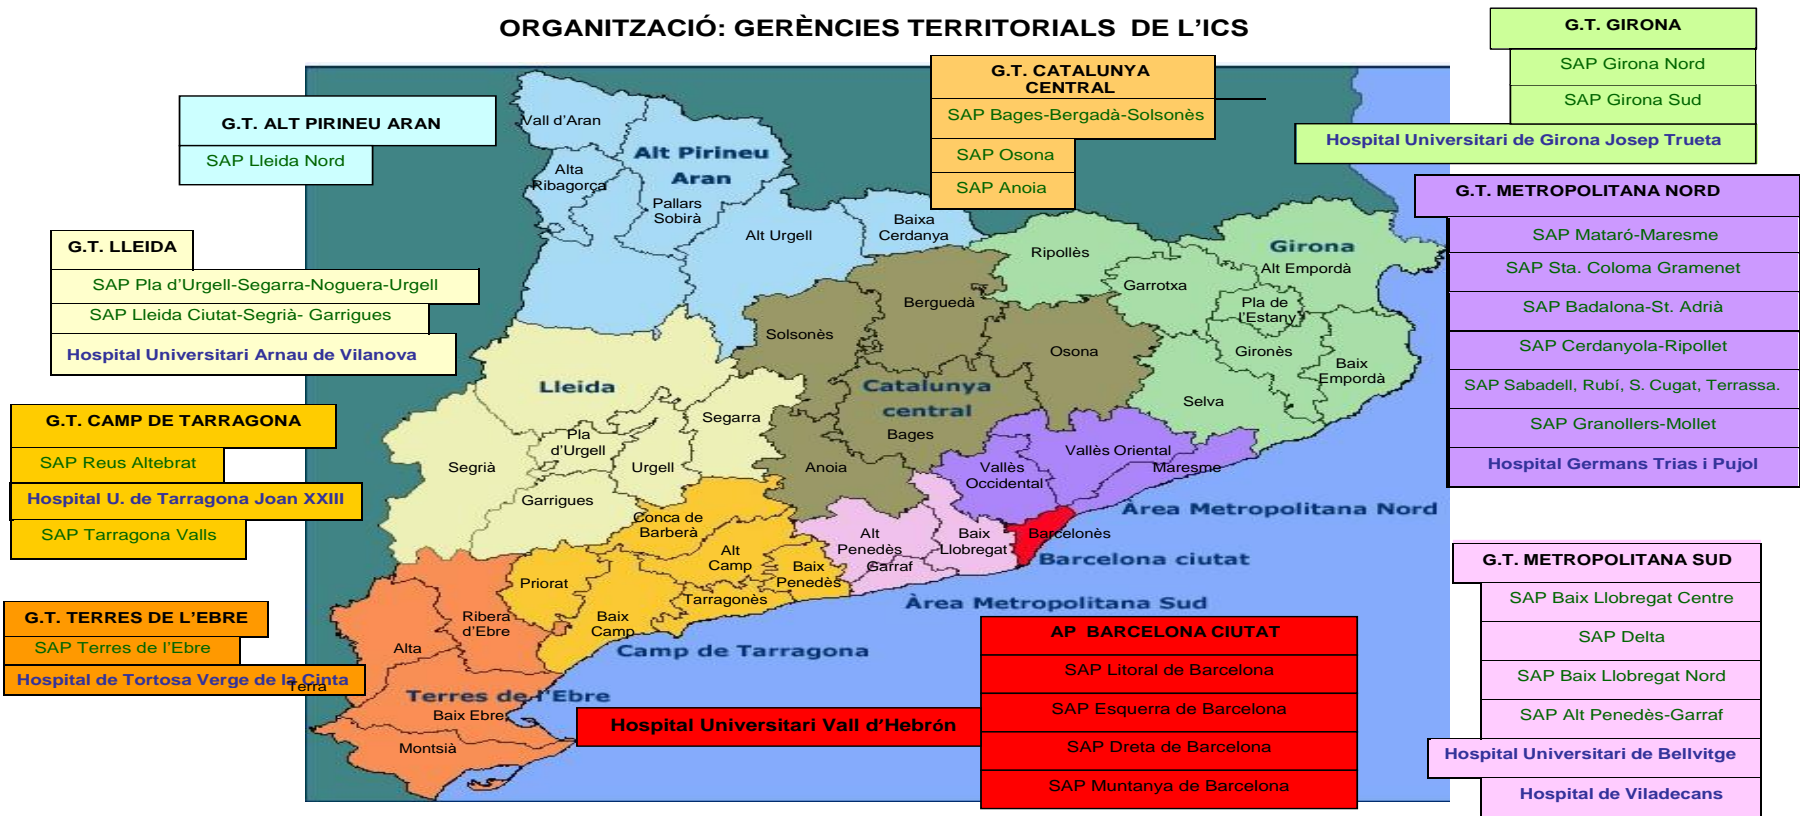 ORGANITZACIÓ: GERÈNCIES TERRITORIALS DE L'ICS
G.T. ALT PIRINEU ARAN
SAP Lleida Nord
G.T. LLEIDA
SAP Pla d'Urgell-Segarra-Noguera-Urgell
SAP Lleida Ciutat-Segrià- Garrigues
Hospital Universitari Arnau de Vilanova
G.T. CAMP DE TARRAGONA
SAP Reus Altebrat
Hospital U. de Tarragona Joan XXIII
SAP Tarragona Valls
G.T. TERRES DE L'EBRE
SAP Terres de l'Ebre
Hospital de Tortosa Verge de la Cinta
G.T. CATALUNYA
CENTRAL
SAP Bages-Bergadà-Solsonès
SAP Osona
SAP Anoia
G.T. GIRONA
SAP Girona Nord
SAP Girona Sud
Hospital Universitari de Girona Josep Trueta
G.T. METROPOLITANA NORD
SAP Mataró-Maresme
SAP Sta. Coloma Gramenet
SAP Badalona-St. Adrià
SAP Cerdanyola-Ripollet
SAP Sabadell, Rubí, S. Cugat, Terrassa.
SAP Granollers-Mollet
Hospital Germans Trias i Pujol
G.T. METROPOLITANA SUD
SAP Baix Llobregat Centre
SAP Delta
SAP Baix Llobregat Nord
SAP Alt Penedès-Garraf
Hospital Universitari de Bellvitge
Hospital de Viladecans
AP BARCELONA CIUTAT
SAP Litoral de Barcelona
SAP Esquerra de Barcelona
SAP Dreta de Barcelona
SAP Muntanya de Barcelona
Hospital Universitari Vall d'Hebrón
Vall d'Aran
Alt Pirineu
Aran
Alta
Ribagorça
Pallars
Sobirà
Alt Urgell
Baixa
Cerdanya
Ripollès
Girona
Alt Empordà
Garrotxa
Pla de
l'Estany
Gironès
Baix
Empordà
Selva
Berguedà
Solsonès
Osona
Catalunya
central
Bages
Anoia
Lleida
Segarra
Pla
d'Urgell
Urgell
Segrià
Garrigues
Vallès Oriental
Maresme
Vallès
Occidental
Àrea Metropolitana Nord
Barcelonès
Barcelona ciutat
Alt
Penedès
Baix
Llobregat
Garraf
Àrea Metropolitana Sud
Conca de
Barberà
Alt
Camp
Baix
Penedès
Tarragonès
Priorat
Baix
Camp
Camp de Tarragona
Ribera
d'Ebre
Alta
Terra
Terres de l'Ebre
Baix Ebre
Montsià